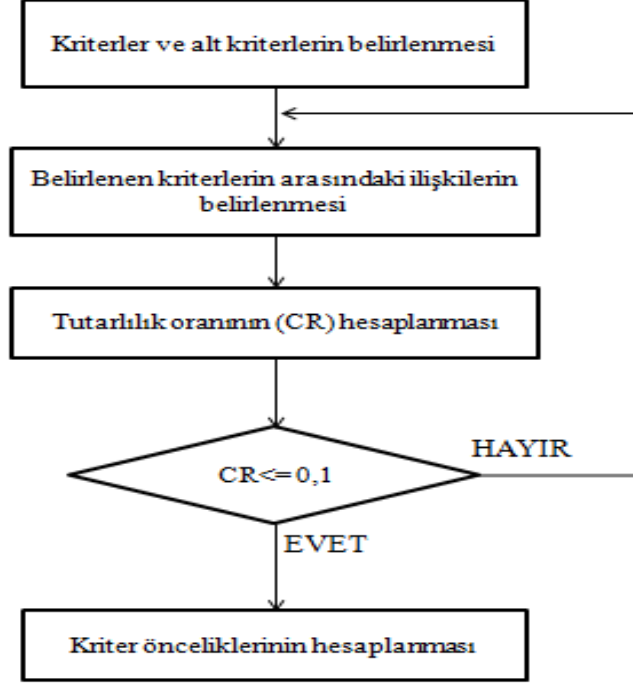 Kriterler ve alt kriterlerin belirlenmesi
Belirlenen kriterlerin arasındaki ilişkilerin
belirlenmesi
Tutarlılık oranının (CR) hesaplanması
CR<=0,1
HAYIR
EVET
Kriter önceliklerinin hesaplanması